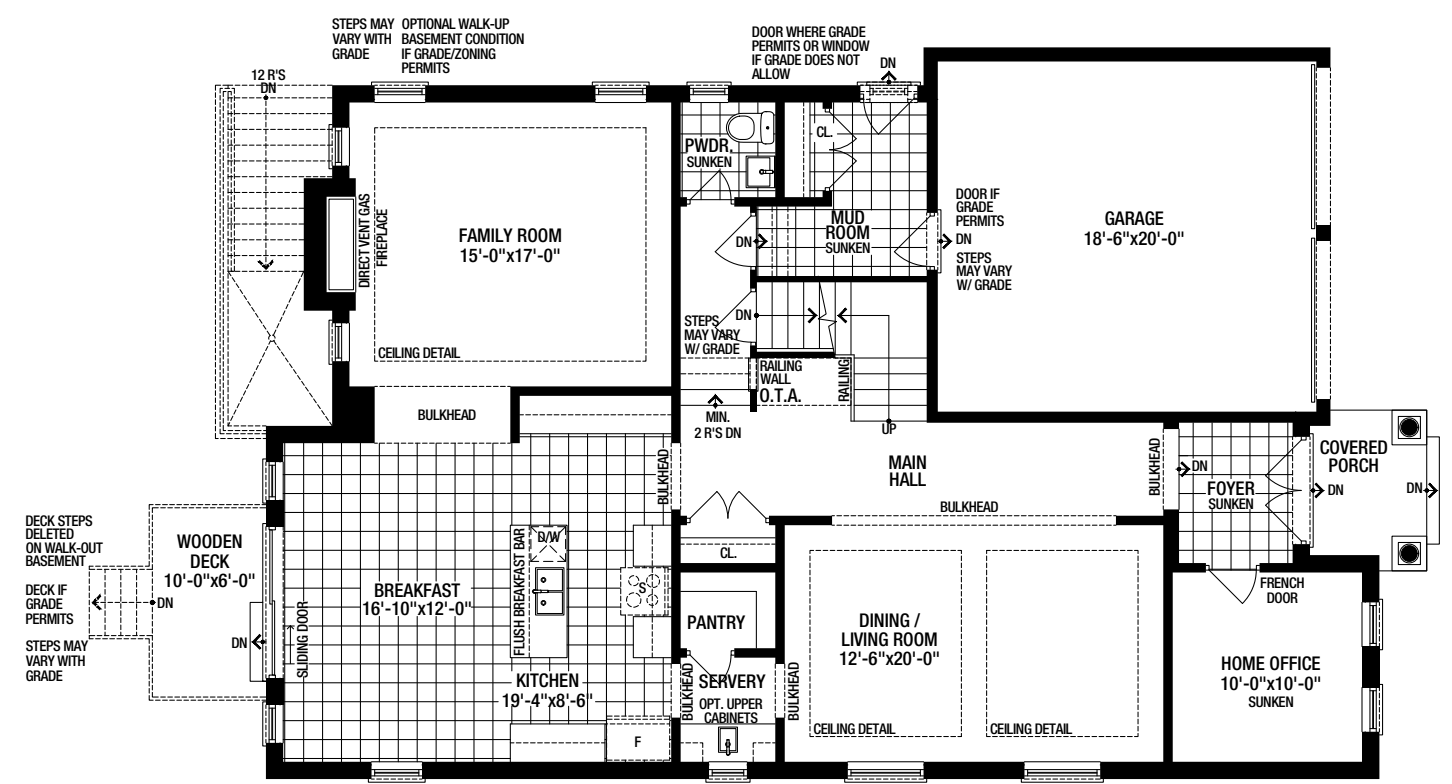 STEPS MAY
VARY WITH
GRADE
OPTIONAL WALK-UP
BASEMENT CONDITION
IF GRADE/ZONING
PERMITS
DOOR WHERE GRADE
PERMITS OR WINDOW
IF GRADE DOES NOT
ALLOW
DN
12 R'S
DN
PWDR.
SUNKEN
CL.
DIRECT VENT GAS
FIREPLACE
FAMILY ROOM
15'-0"x17'-0"
CEILING DETAIL
MUD
ROOM
SUNKEN
DN
DOOR IF
GRADE
PERMITS
DN
STEPS
MAY VARY
W/ GRADE
GARAGE
18'-6"x20'-0"
DN
STEPS
MAY VARY
W/ GRADE
RAILING
WALL
O.T.A.
RAILING
MIN.
2 R'S DN
UP
BULKHEAD
BULKHEAD
MAIN
HALL
BULKHEAD
BULKHEAD
DN
FOYER
SUNKEN
COVERED
PORCH
DN
DN
DECK STEPS
DELETED
ON WALK-OUT
BASEMENT
DECK IF
GRADE
PERMITS
STEPS MAY
VARY WITH
GRADE
WOODEN
DECK
10'-0"x6'-0"
DN
DN
SLIDING DOOR
BREAKFAST
16'-10"x12'-0"
FLUSH BREAKFAST BAR
D/W
S
KITCHEN
19'-4"x8'-6"
F
CL.
PANTRY
BULKHEAD
SERVERY
OPT. UPPER
CABINETS
BULKHEAD
DINING /
LIVING ROOM
12'-6"x20'-0"
CEILING DETAIL
CEILING DETAIL
FRENCH
DOOR
HOME OFFICE
10'-0"x10'-0"
SUNKEN